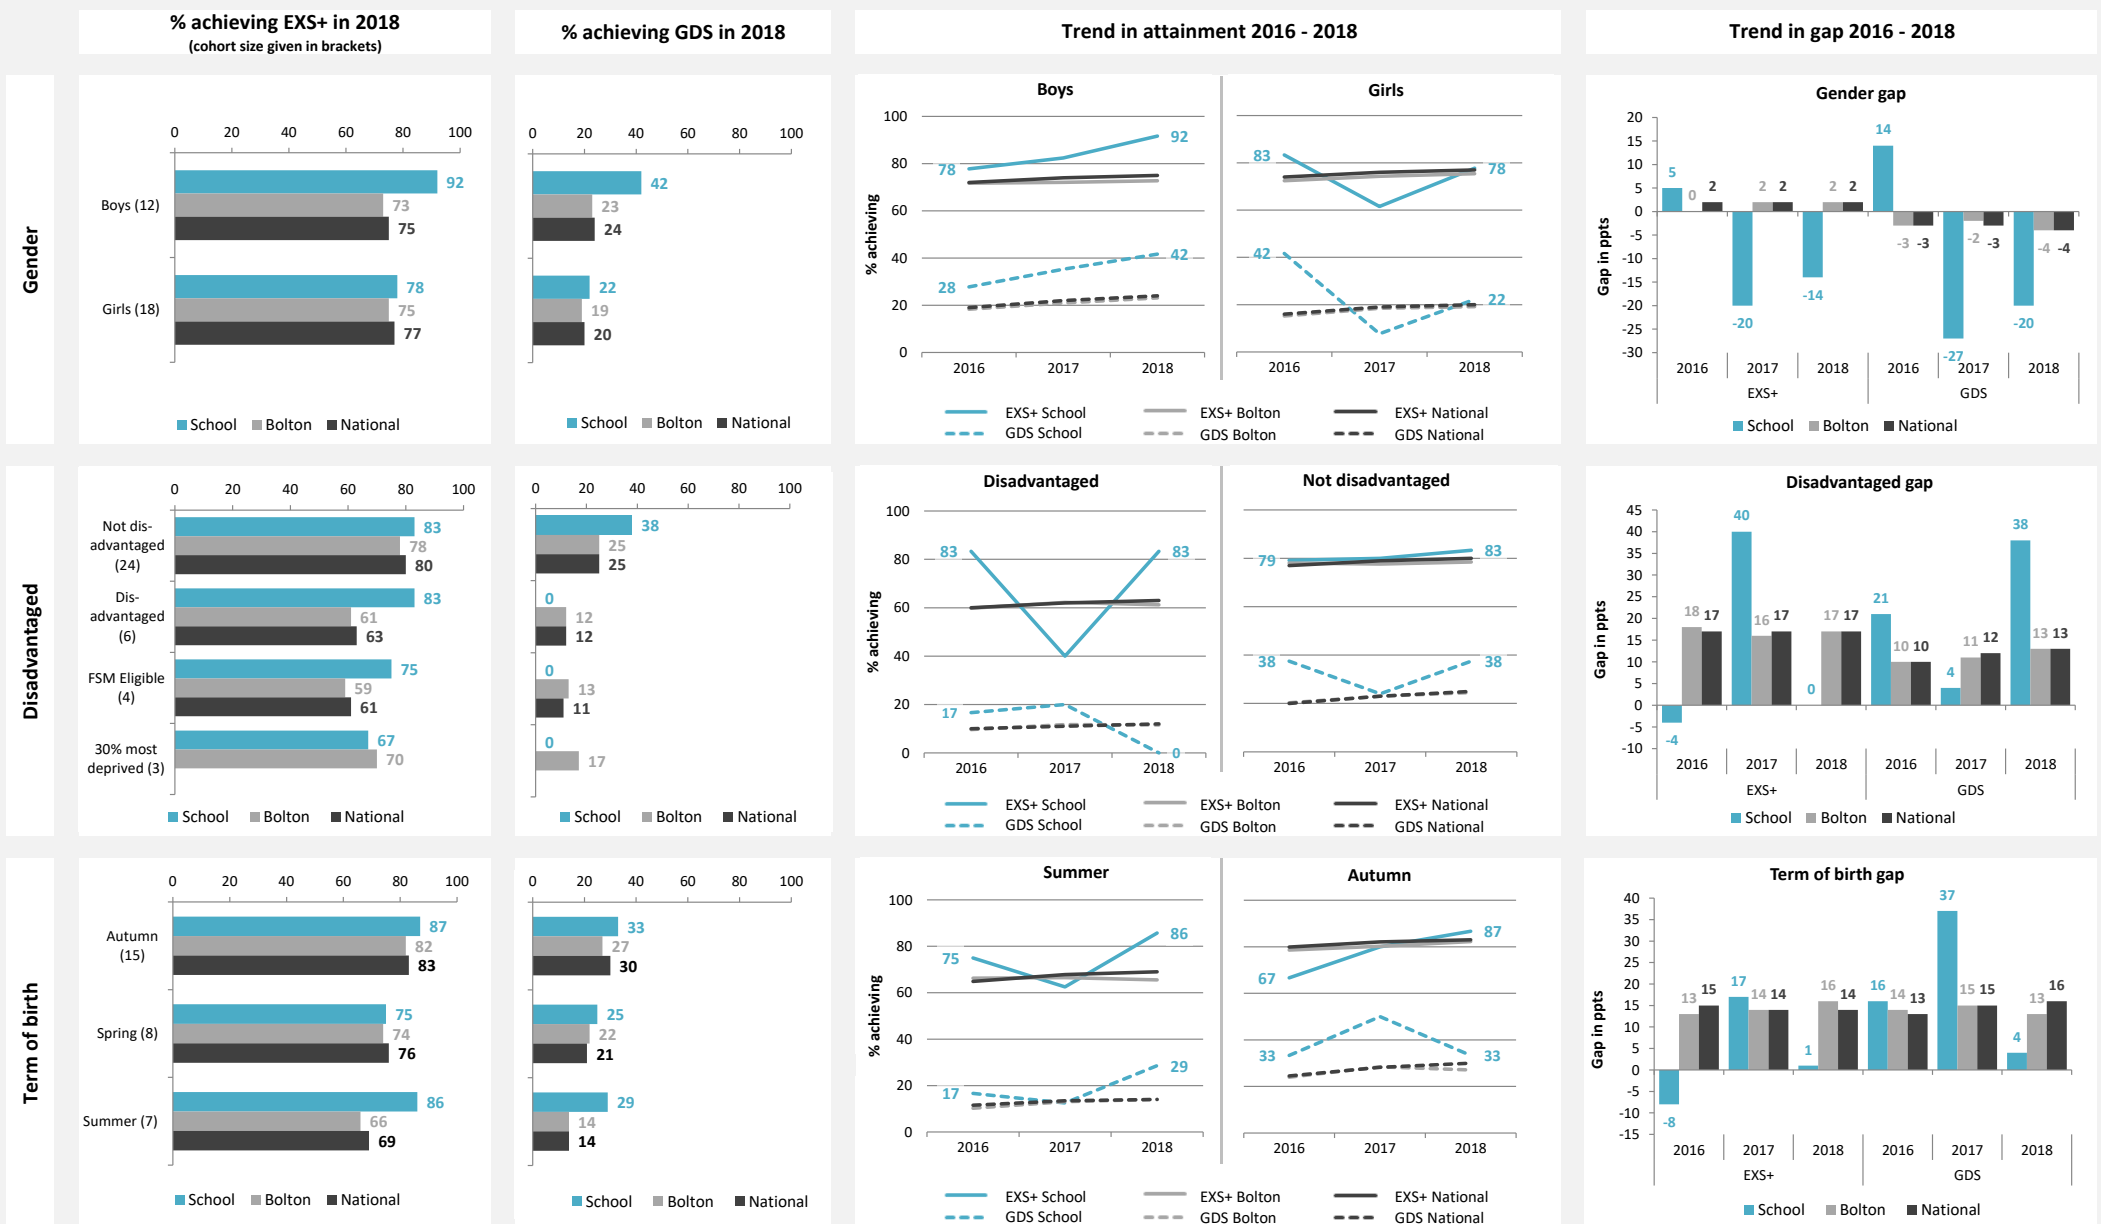 % achieving EXS+ in 2018
(cohort size given in brackets)
% achieving GDS in 2018
Trend in attainment 2016 - 2018
Trend in gap 2016 - 2018
Gender
0 20 40 60 80 100
Boys (12)
92
73
75
Girls (18)
78
75
77
School Bolton National
0 20 40 60 80 100
42
23
24
22
19
20
School Bolton National
Boys
Girls
% achieving
100
80
60
40
20
0
78
92
28
42
2016 2017 2018
83
78
42
22
2016 2017 2018
EXS+ School EXS+ Bolton EXS+ National
GDS School GDS Bolton GDS National
Gender gap
Gap in ppts
20
15
10
5
0
-5
-10
-15
-20
-25
-30
5 0 2
-20 2 2
-14 2 2
14 -3 -3
-27 -2 -3
-20 -4 -4
2016 2017 2018 2016 2017 2018
EXS+ GDS
School Bolton National
Disadvantaged
0 20 40 60 80 100
Not dis-
advantaged
(24)
83
78
80
Dis-
advantaged
(6)
83
61
63
FSM Eligible
(4)
75
59
61
30% most
deprived (3)
67
70
School Bolton National
0 20 40 60 80 100
38
25
25
0
12
12
0
13
11
0
17
School Bolton National
Disadvantaged
Not disadvantaged
% achieving
100
80
60
40
20
0
83
83
17
0
2016 2017 2018
79
83
38
38
2016 2017 2018
EXS+ School EXS+ Bolton EXS+ National
GDS School GDS Bolton GDS National
Disadvantaged gap
Gap in ppts
45
40
35
30
25
20
15
10
5
0
-5
-10
-4 18 17
40 16 17
0 17 17
21 10 10
4 11 12
38 13 13
2016 2017 2018 2016 2017 2018
EXS+ GDS
School Bolton National
Term of birth
0 20 40 60 80 100
Autumn
(15)
87
82
83
Spring (8)
75
74
76
Summer (7)
86
66
69
School Bolton National
0 20 40 60 80 100
33
27
30
25
22
21
29
14
14
School Bolton National
Summer
Autumn
% achieving
100
80
60
40
20
0
75
86
17
29
2016 2017 2018
67
87
33
33
2016 2017 2018
EXS+ School EXS+ Bolton EXS+ National
GDS School GDS Bolton GDS National
Term of birth gap
Gap in ppts
40
35
30
25
20
15
10
5
0
-5
-10
-15
-8 13 15
17 14 14
1 16 14
16 14 13
37 15 15
4 13 16
2016 2017 2018 2016 2017 2018
EXS+ GDS
School Bolton National